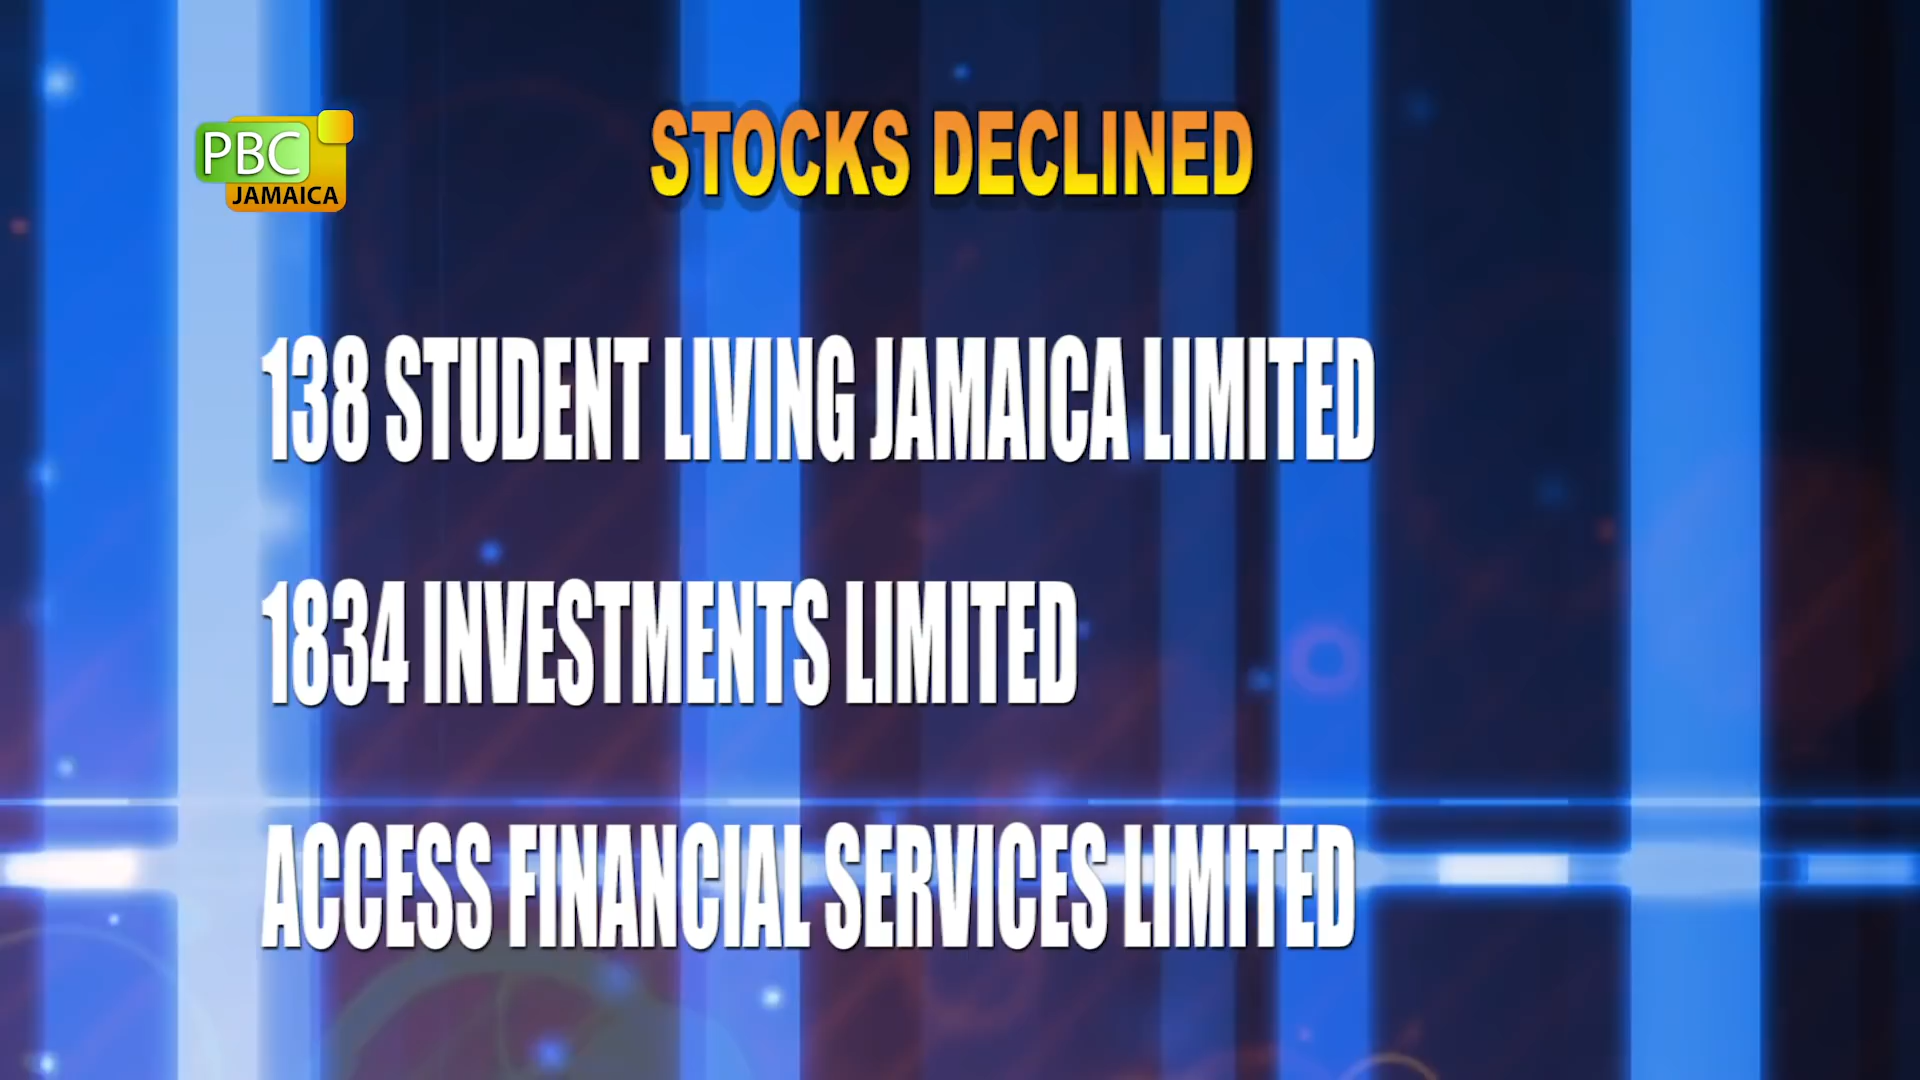 PBC
JAMAICA
STOCKS DECLINED
138 STUDENT LIVING JAMAICA LIMITED
1834 INVESTMENTS LIMITED
ACCESS FINANCIAL SERVICES LIMITED